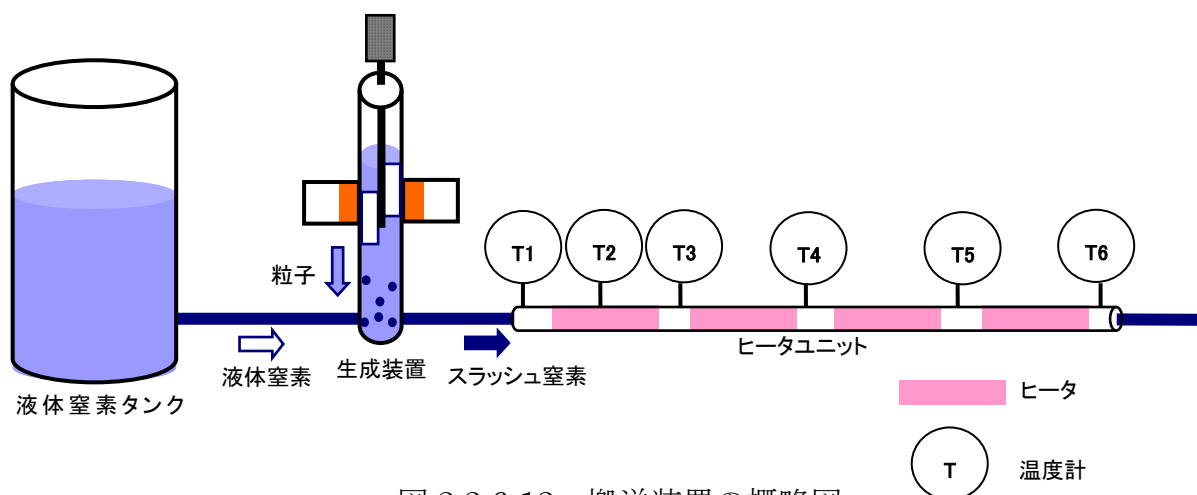 T1 T2 T3 T4 T5 T6
粒子
ヒータユニット
液体窒素
生成装置
スラッシュ窒素
液体窒素タンク
ヒータ
T 温度計